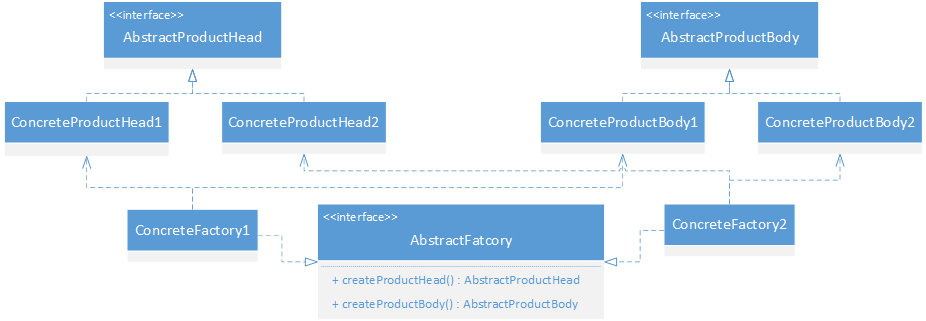 <<interface>>
AbstractProductHead
<<interface>>
AbstractProductBody
ConcreteProductHead1
ConcreteProductHead2
ConcreteProductBody1
ConcreteProductBody2
ConcreteFactory1
<<interface>>
AbstractFatcory
+ createProductHead() : AbstractProductHead
+ createProductBody() : AbstractProductBody
ConcreteFactory2